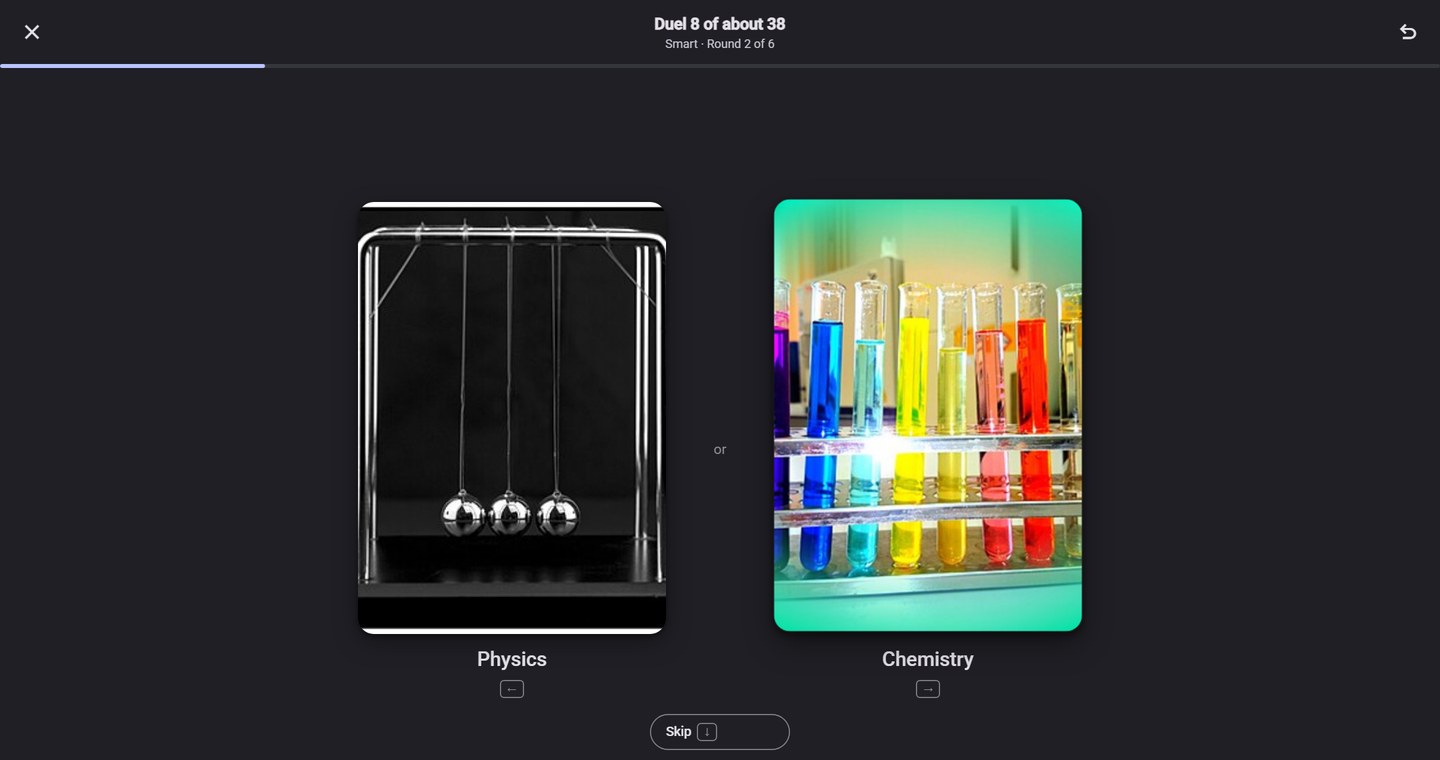 Duel 8 of about 38
Smart · Round 2 of 6
or
Physics
Chemistry
←
→
Skip ↓